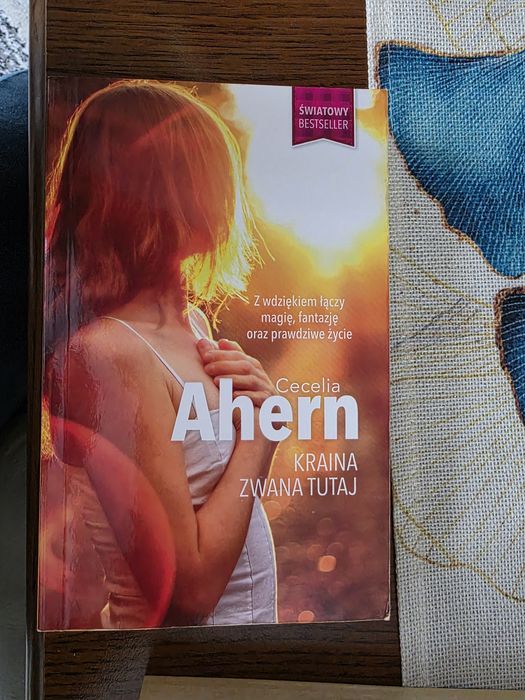 ŚWIATOWY
BESTSELLER
Z wdziękiem łączy
magię, fantazję
oraz prawdziwe życie
Cecelia
Ahern
KRAINA
ZWANA TUTAJ